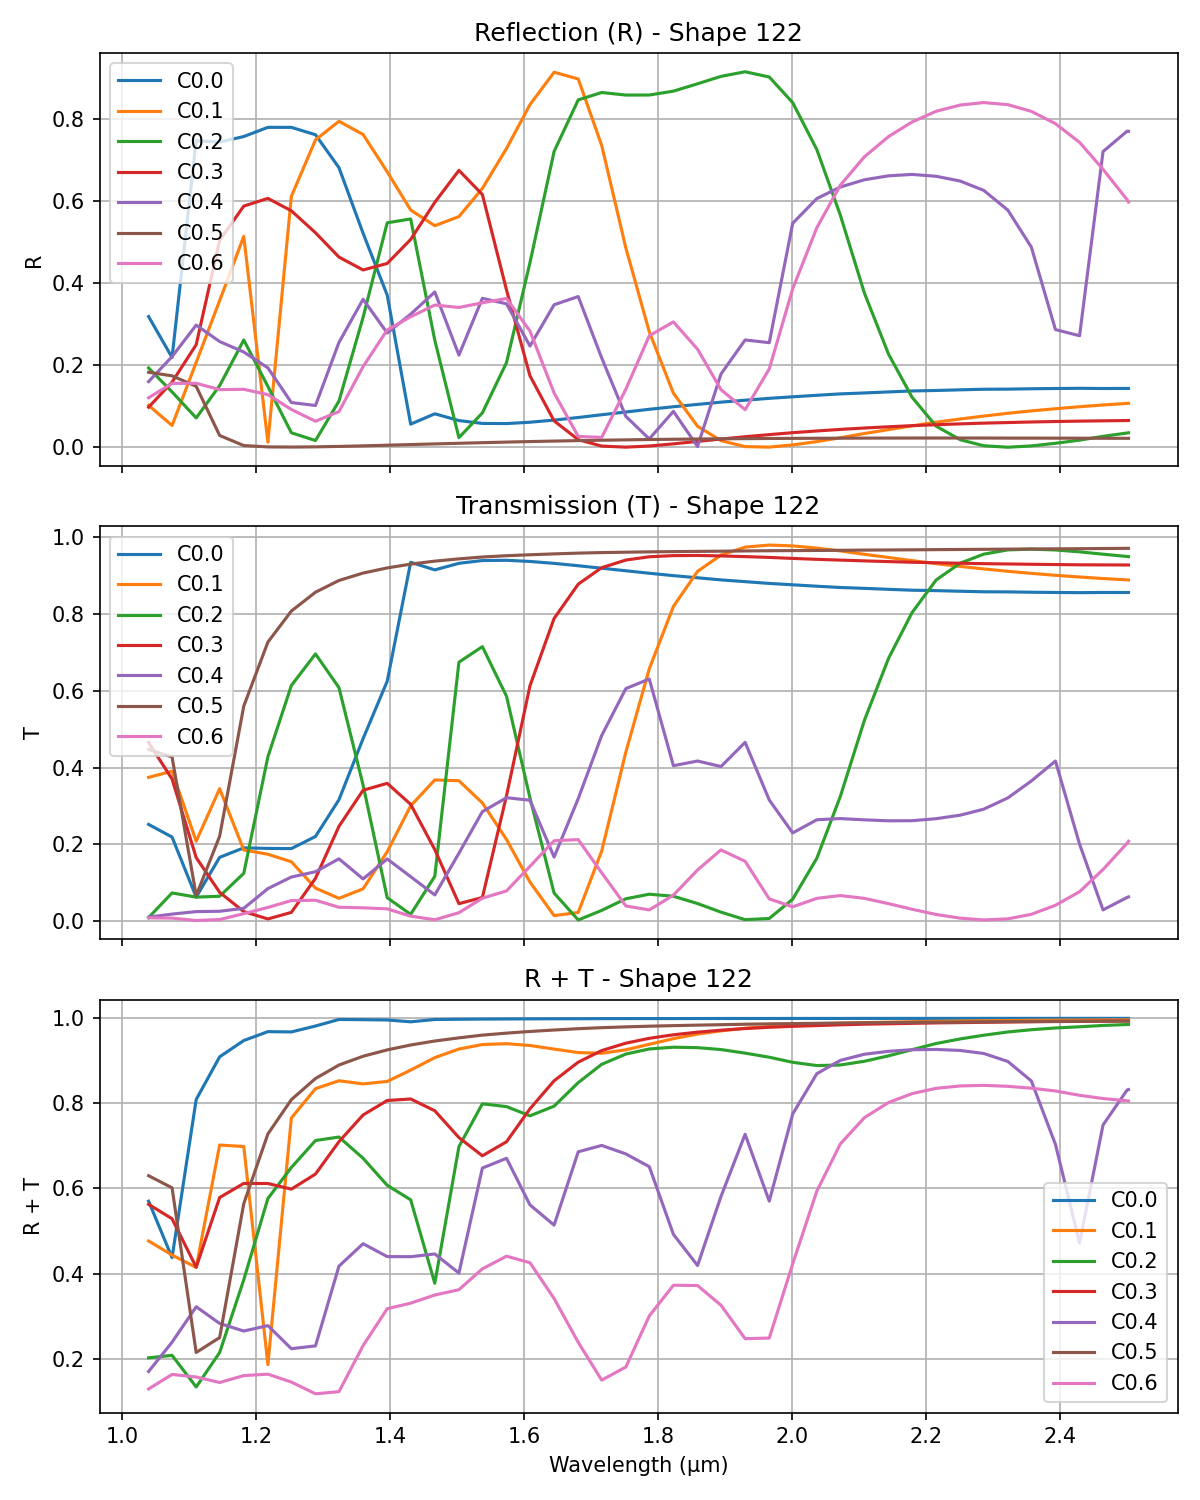 Reflection (R) - Shape 122
R
0.8
0.6
0.4
0.2
0.0
C0.0
C0.1
C0.2
C0.3
C0.4
C0.5
C0.6
Transmission (T) - Shape 122
T
1.0
0.8
0.6
0.4
0.2
0.0
C0.0
C0.1
C0.2
C0.3
C0.4
C0.5
C0.6
R + T - Shape 122
R + T
1.0
0.8
0.6
0.4
0.2
C0.0
C0.1
C0.2
C0.3
C0.4
C0.5
C0.6
1.0 1.2 1.4 1.6 1.8 2.0 2.2 2.4
Wavelength (μm)